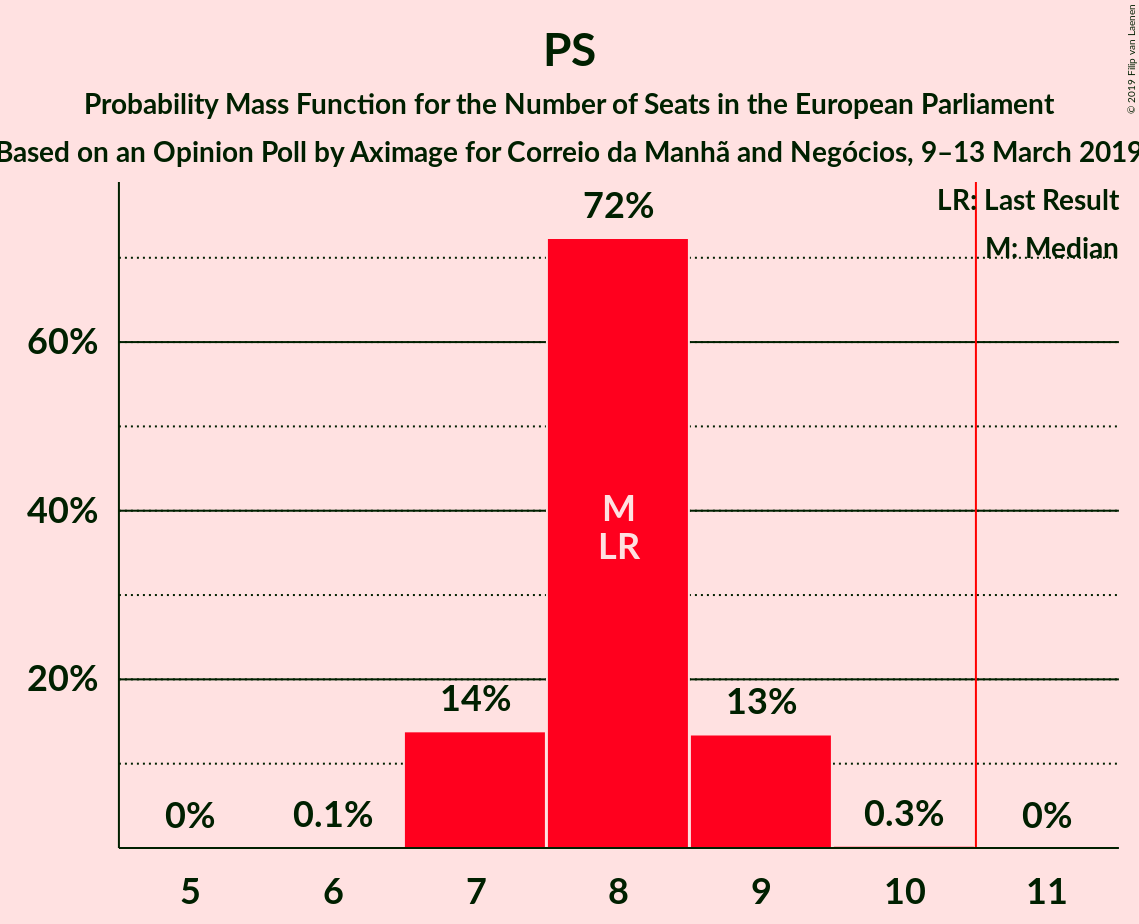 PS
Probability Mass Function for the Number of Seats in the European Parliament
Based on an Opinion Poll by Aximage for Correio da Manhã and Negócios, 9–13 March 2019
© 2019 Filip van Laenen
LR: Last Result
M: Median
72%
60%
40%
20%
M
LR
14%
13%
0%
0.1%
0.3%
0%
5
6
7
8
9
10
11